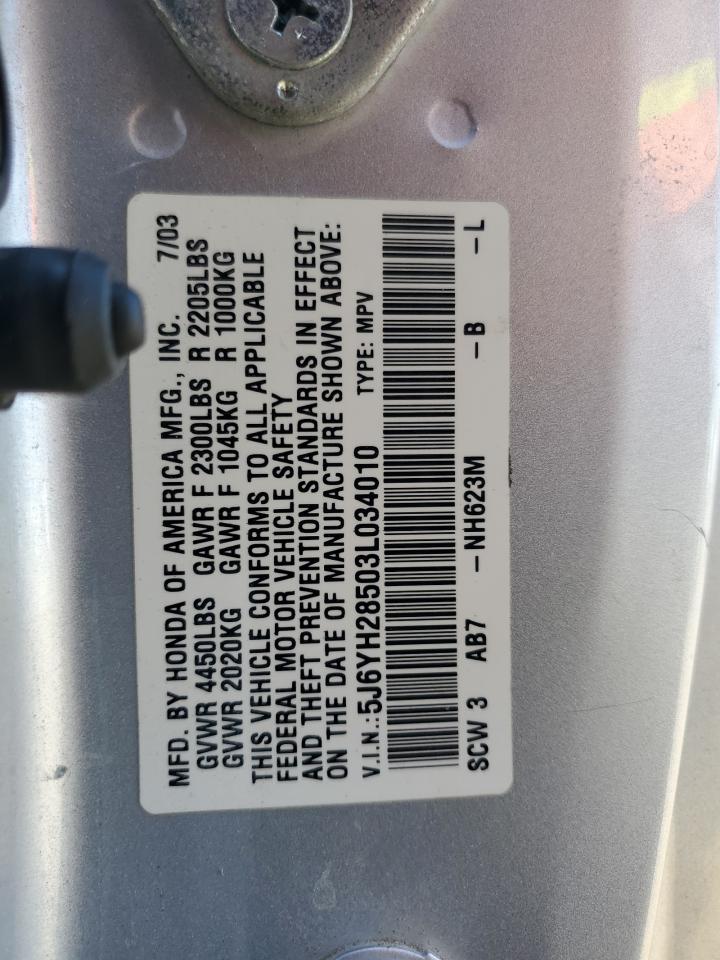 MFD. BY HONDA OF AMERICA MFG., INC. 7/03
GVWR 4450LBS GAWR F 2300LBS R 2205LBS
GVWR 2020KG GAWR F 1045KG R 1000KG
THIS VEHICLE CONFORMS TO ALL APPLICABLE
FEDERAL MOTOR VEHICLE SAFETY
AND THEFT PREVENTION STANDARDS IN EFFECT
ON THE DATE OF MANUFACTURE SHOWN ABOVE:
V.I.N.: 5J6YH28503L034010 TYPE: MPV
SCW 3 AB7 -NH623M -B -L